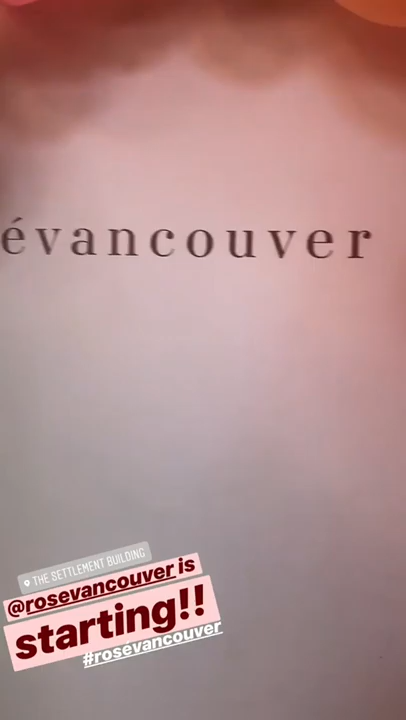 évancouver
THE SETTLEMENT BUILDING
@rosevancouver is
starting!!
#rosevancouver